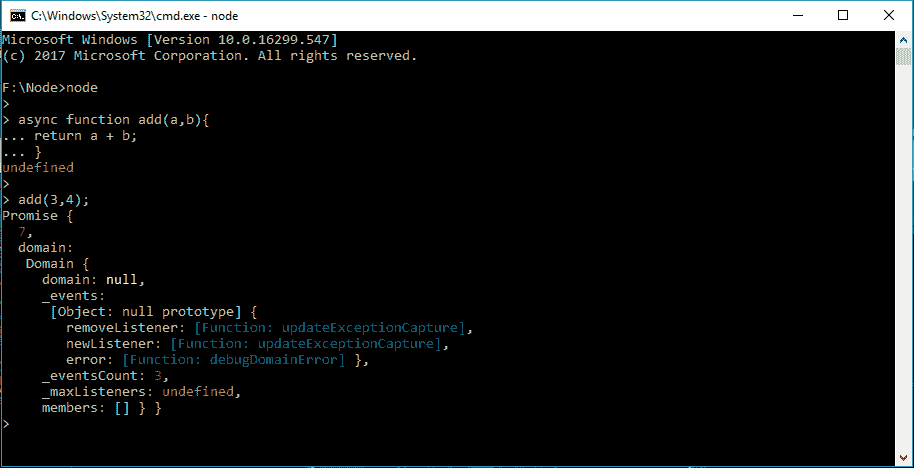 C:\Windows\System32\cmd.exe - node
Microsoft Windows [Version 10.0.16299.547]
(c) 2017 Microsoft Corporation. All rights reserved.
F:\Node>node
>
> async function add(a,b){
... return a + b;
... }
undefined
>
> add(3,4);
Promise {
  7,
  domain:
   Domain {
     domain: null,
     _events:
      [Object: null prototype] {
        removeListener: [Function: updateExceptionCapture],
        newListener: [Function: updateExceptionCapture],
        error: [Function: debugDomainError] },
     _eventsCount: 3,
     _maxListeners: undefined,
     members: [] } }
>